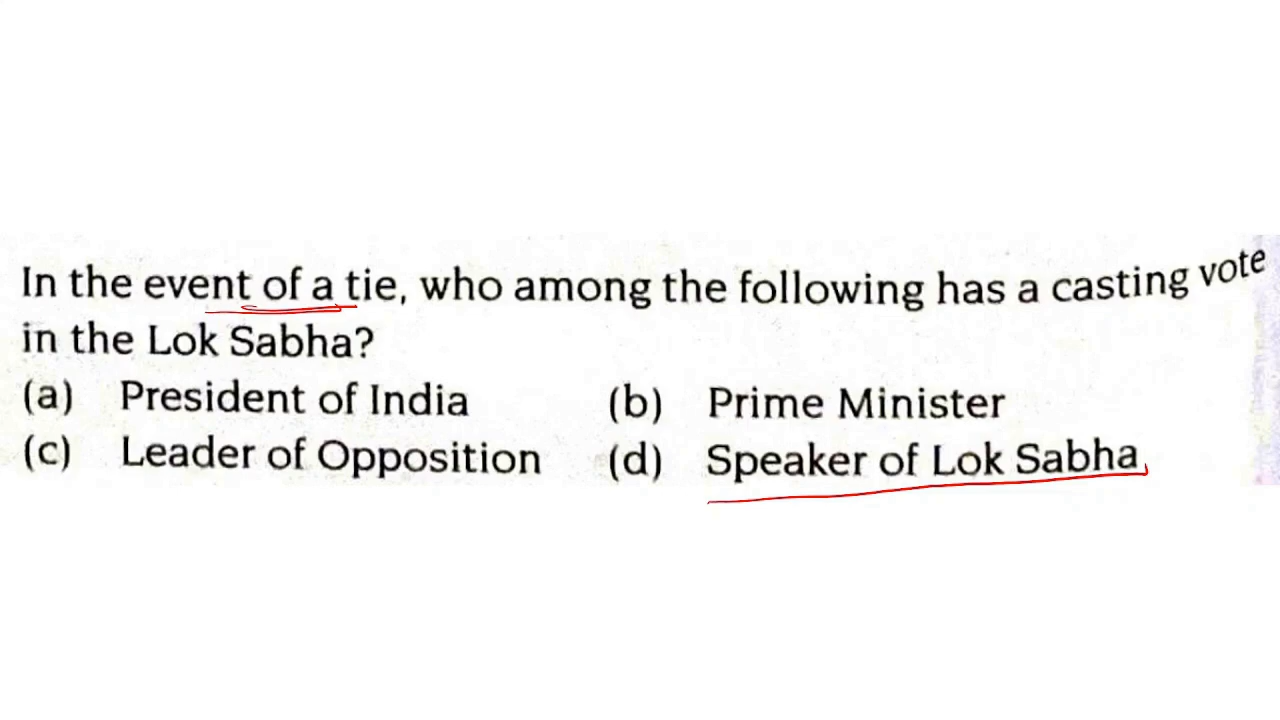 In the event of a tie, who among the following has a casting vote
in the Lok Sabha?
(a) President of India (b) Prime Minister
(c) Leader of Opposition (d) Speaker of Lok Sabha